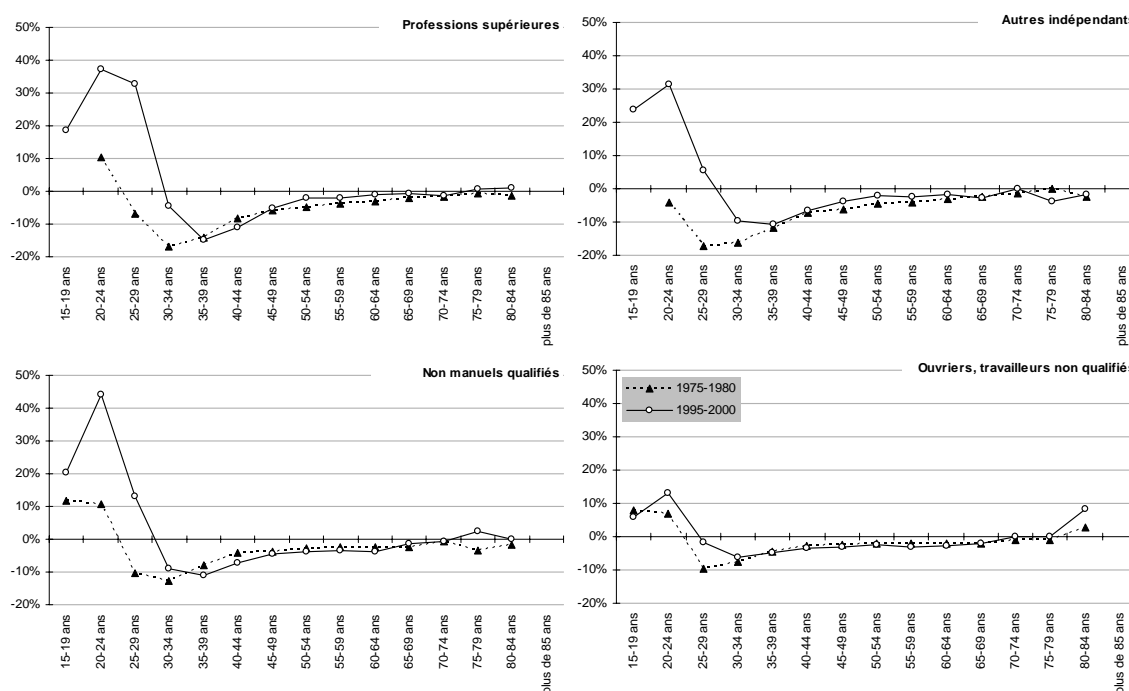 Professions supérieures
50%
40%
30%
20%
10%
0%
-10%
-20%
15-19 ans
20-24 ans
25-29 ans
30-34 ans
35-39 ans
40-44 ans
45-49 ans
50-54 ans
55-59 ans
60-64 ans
65-69 ans
70-74 ans
75-79 ans
80-84 ans
plus de 85 ans
Autres indépendants
50%
40%
30%
20%
10%
0%
-10%
-20%
15-19 ans
20-24 ans
25-29 ans
30-34 ans
35-39 ans
40-44 ans
45-49 ans
50-54 ans
55-59 ans
60-64 ans
65-69 ans
70-74 ans
75-79 ans
80-84 ans
plus de 85 ans
Non manuels qualifiés
50%
40%
30%
20%
10%
0%
-10%
-20%
15-19 ans
20-24 ans
25-29 ans
30-34 ans
35-39 ans
40-44 ans
45-49 ans
50-54 ans
55-59 ans
60-64 ans
65-69 ans
70-74 ans
75-79 ans
80-84 ans
plus de 85 ans
Ouvriers, travailleurs non qualifiés
50%
40%
30%
20%
10%
0%
-10%
-20%
1975-1980
1995-2000
15-19 ans
20-24 ans
25-29 ans
30-34 ans
35-39 ans
40-44 ans
45-49 ans
50-54 ans
55-59 ans
60-64 ans
65-69 ans
70-74 ans
75-79 ans
80-84 ans
plus de 85 ans